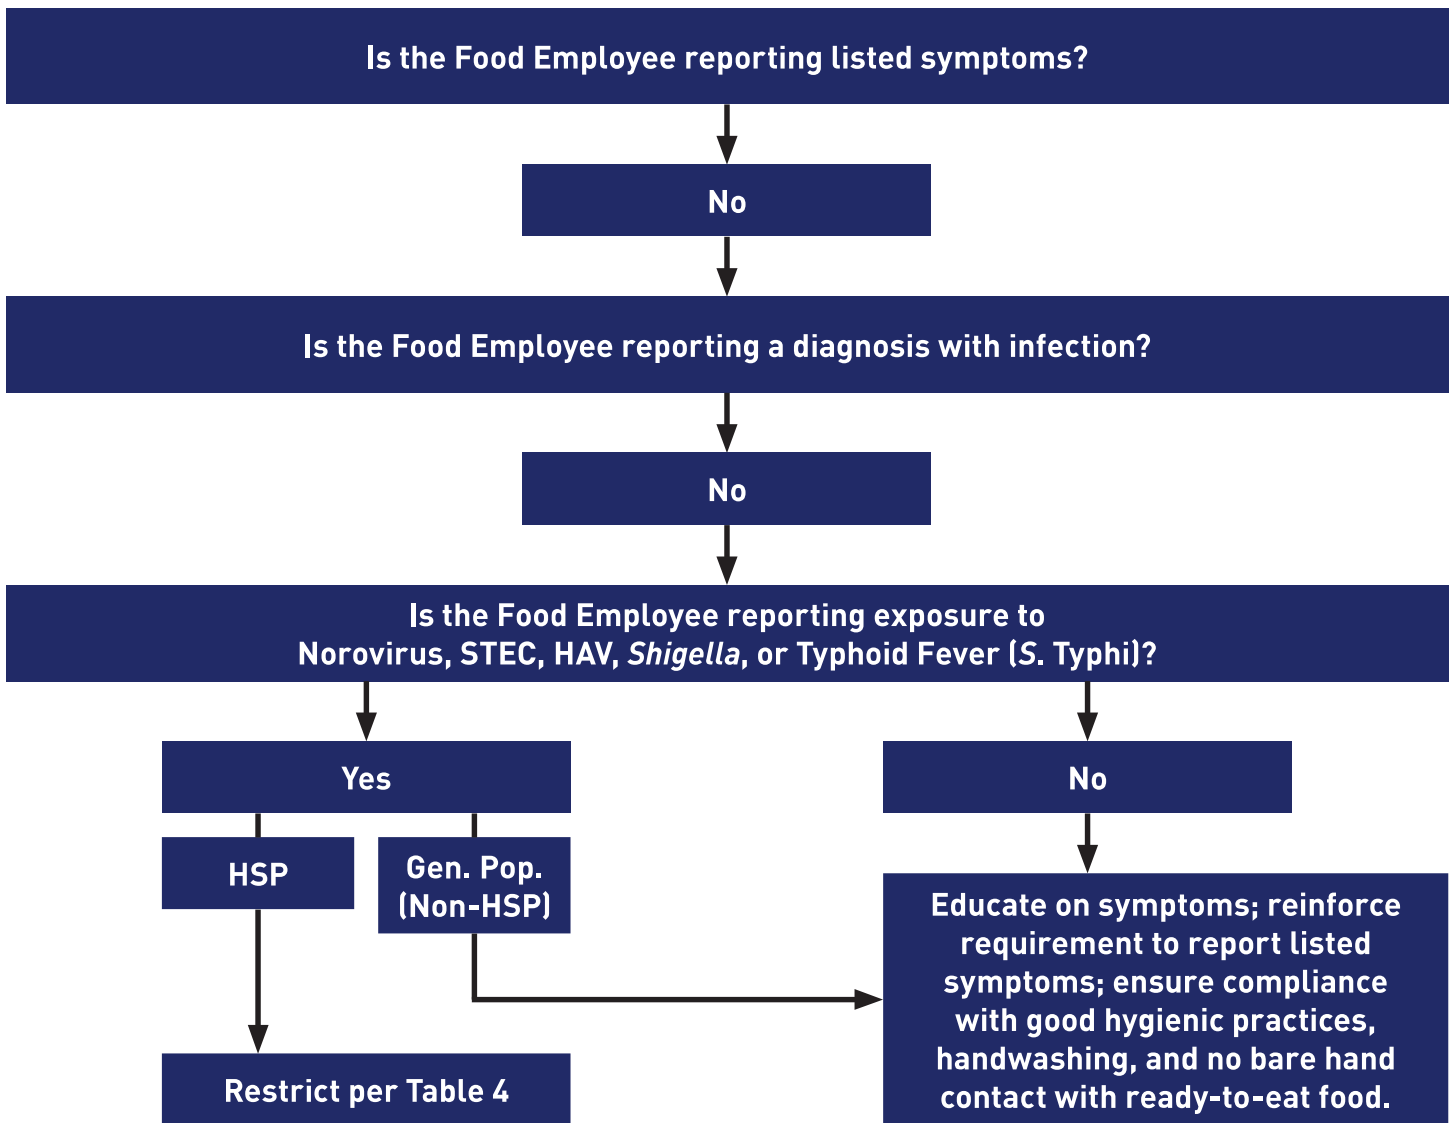 Is the Food Employee reporting listed symptoms?
No
Is the Food Employee reporting a diagnosis with infection?
No
Is the Food Employee reporting exposure to
Norovirus, STEC, HAV, Shigella, or Typhoid Fever (S. Typhi)?
Yes
No
HSP
Gen. Pop.
(Non-HSP)
Educate on symptoms; reinforce
requirement to report listed
symptoms; ensure compliance
with good hygienic practices,
handwashing, and no bare hand
contact with ready-to-eat food.
Restrict per Table 4